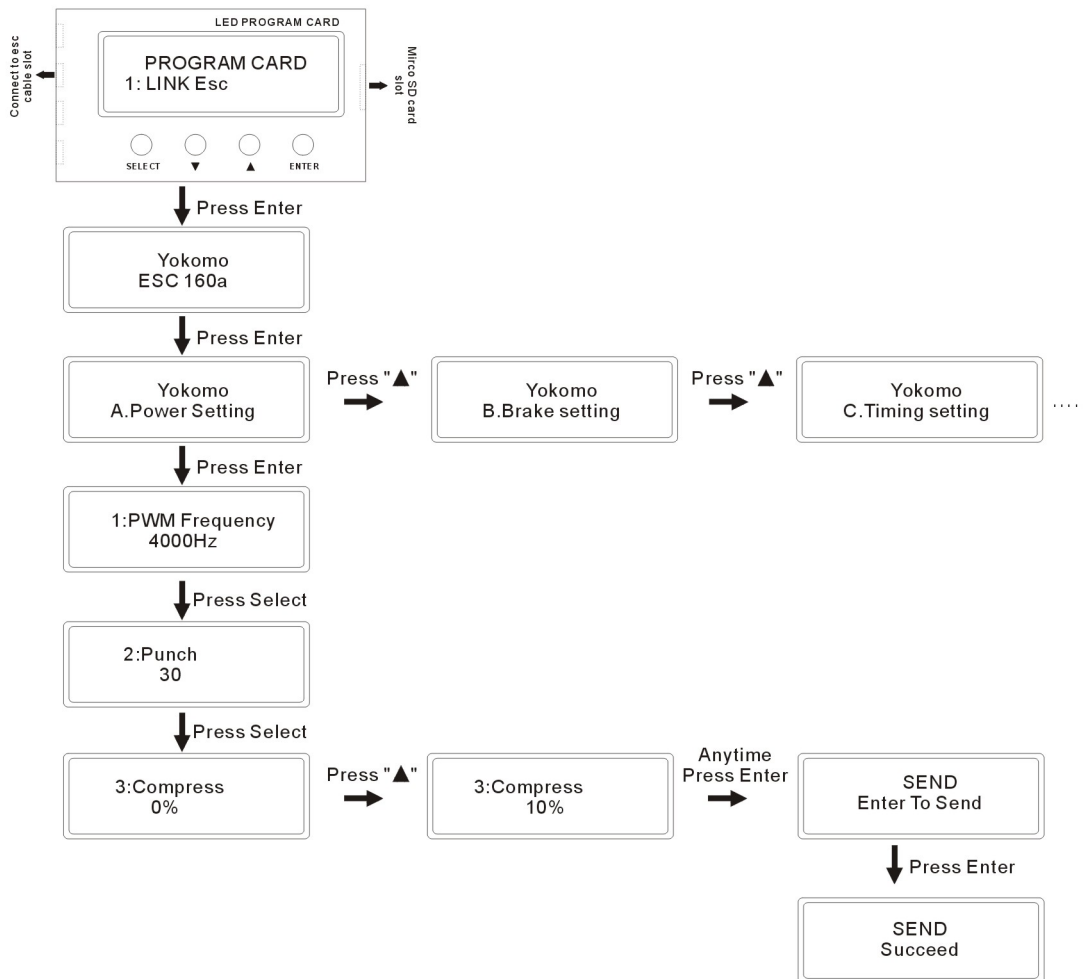 LED PROGRAM CARD
PROGRAM CARD
1: LINK Esc
Connect to esc
cable slot
Mirco SD card
slot
SELECT
▼
▲
ENTER
Press Enter
Yokomo
ESC 160a
Press Enter
Yokomo
A.Power Setting
Press "▲"
Yokomo
B.Brake setting
Press "▲"
Yokomo
C.Timing setting
....
Press Enter
1:PWM Frequency
4000Hz
Press Select
2:Punch
30
Press Select
3:Compress
0%
Press "▲"
3:Compress
10%
Anytime
Press Enter
SEND
Enter To Send
Press Enter
SEND
Succeed